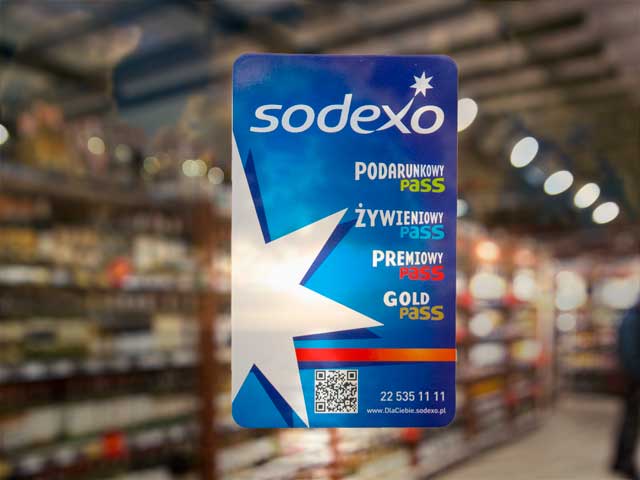 sodexo
PODARUNKOWY
PASS
ŻYWIENIOWY
PASS
PREMIOWY
PASS
GOLD
PASS
22 535 11 11
www.DlaCiebie.sodexo.pl